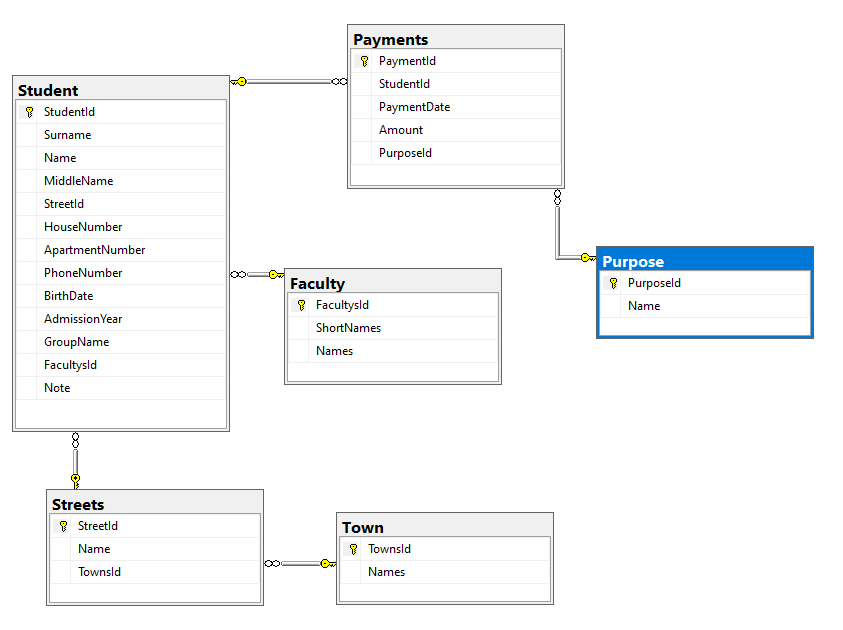 Payments
PaymentId
StudentId
PaymentDate
Amount
PurposeId
Student
StudentId
Surname
Name
MiddleName
StreetId
HouseNumber
ApartmentNumber
PhoneNumber
BirthDate
AdmissionYear
GroupName
FacultysId
Note
Purpose
PurposeId
Name
Faculty
FacultysId
ShortNames
Names
Streets
StreetId
Name
TownsId
Town
TownsId
Names